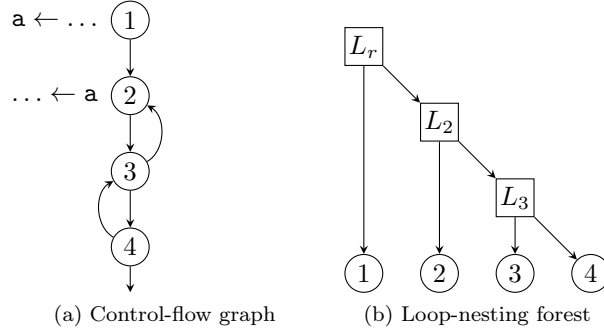 a ← ...
1
... ← a
2
3
4
(a) Control-flow graph
L_r
L_2
L_3
1 2 3 4
(b) Loop-nesting forest